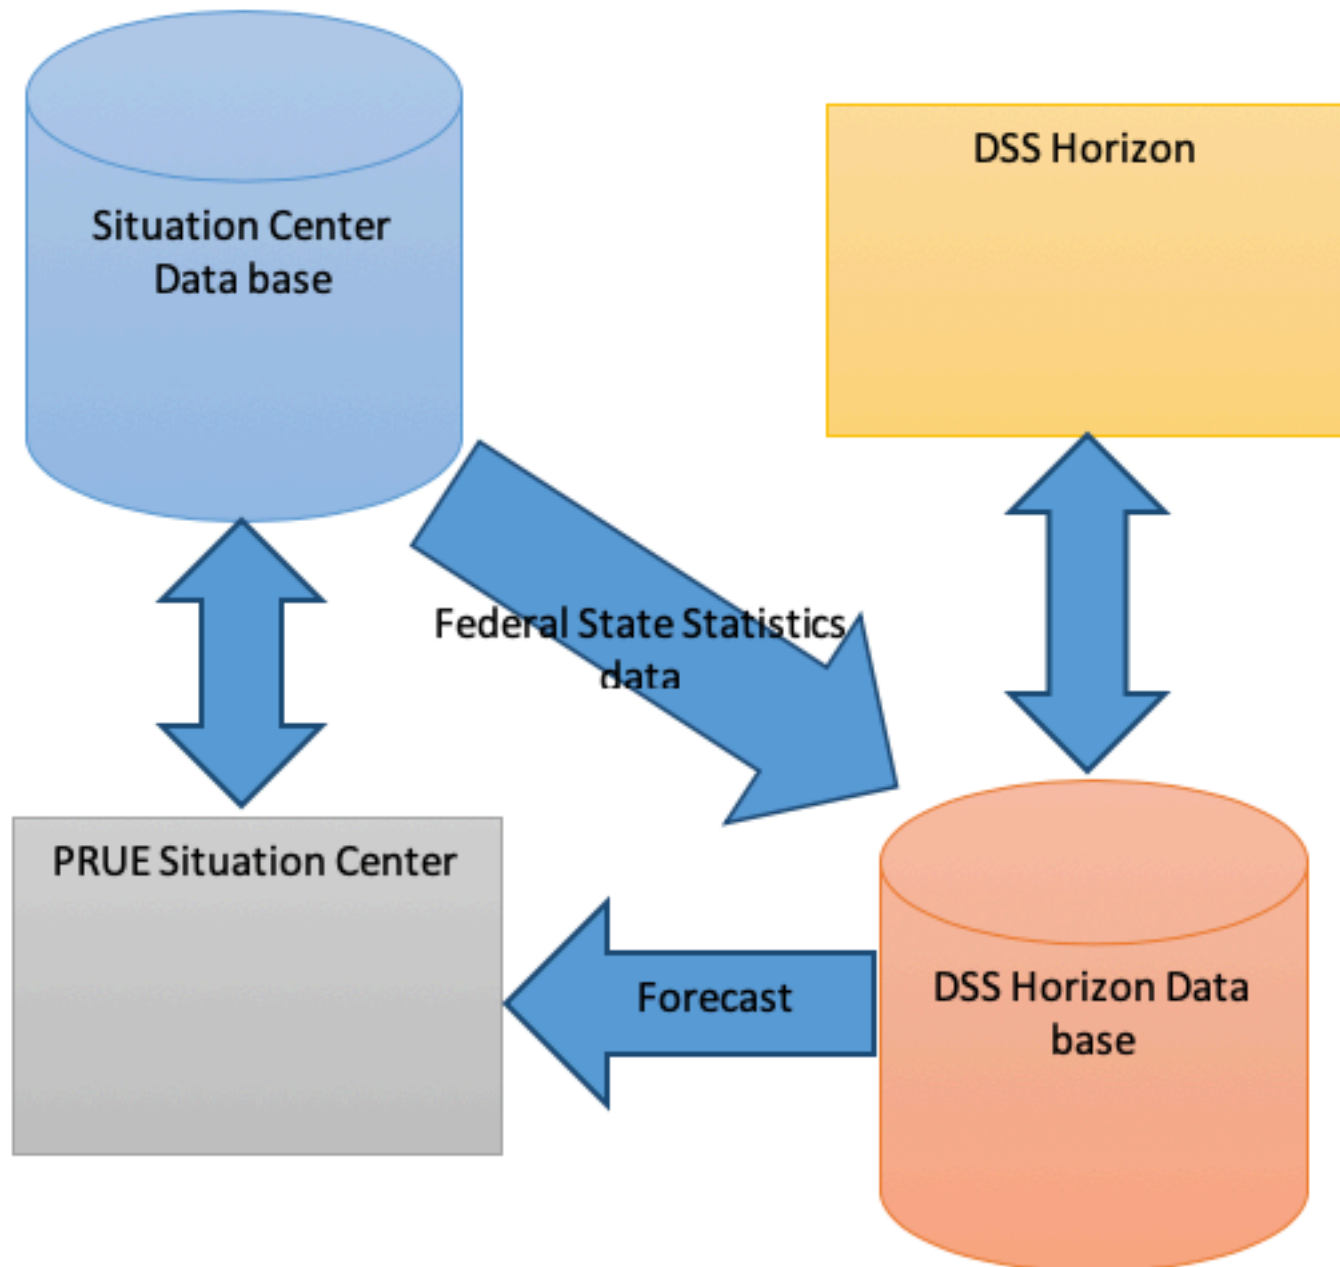 Situation Center
Data base
DSS Horizon
Federal State Statistics
data
PRUE Situation Center
Forecast
DSS Horizon Data
base